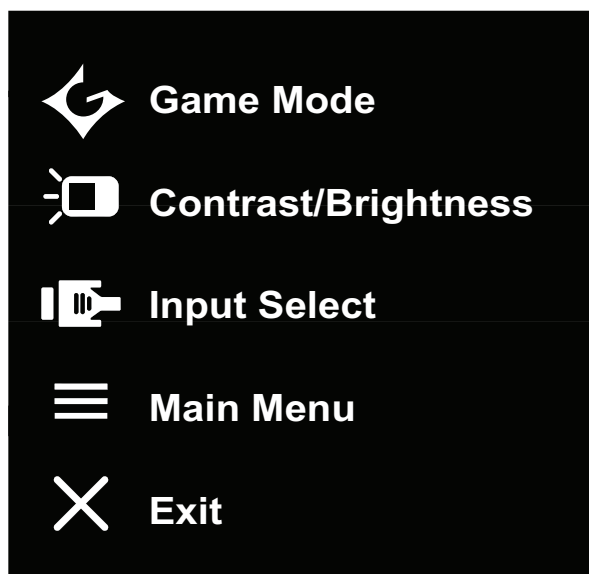 Game Mode
Contrast/Brightness
Input Select
Main Menu
Exit